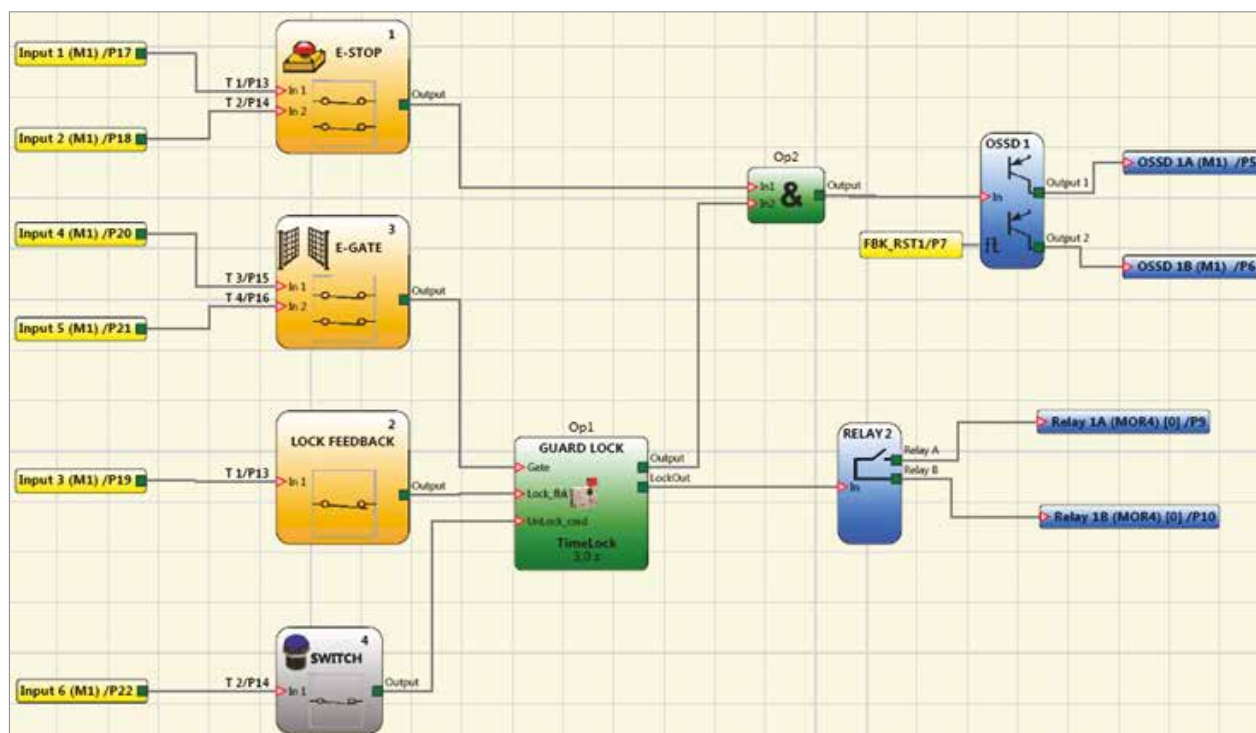 1
E-STOP
Input 1 (M1) /P17
T 1/P13
In 1
Output
T 2/P14
In 2
Input 2 (M1) /P18
Op2
In1
In2
&
Output
OSSD 1
In
Output 1
Output 2
OSSD 1A (M1) /P5
FBK_RST1/P7
OSSD 1B (M1) /P6
3
E-GATE
Input 4 (M1) /P20
T 3/P15
In 1
Output
T 4/P16
In 2
Input 5 (M1) /P21
2
LOCK FEEDBACK
Input 3 (M1) /P19
T 1/P13
In 1
Output
Op1
GUARD LOCK
Gate
Output
LockOut
Lock_fbk
UnLock_cmd
TimeLock
3,0 s
RELAY 2
Relay A
Relay B
In
Relay 1A (MOR4) [0] /P9
Relay 1B (MOR4) [0] /P10
4
SWITCH
Input 6 (M1) /P22
T 2/P14
In 1
Output